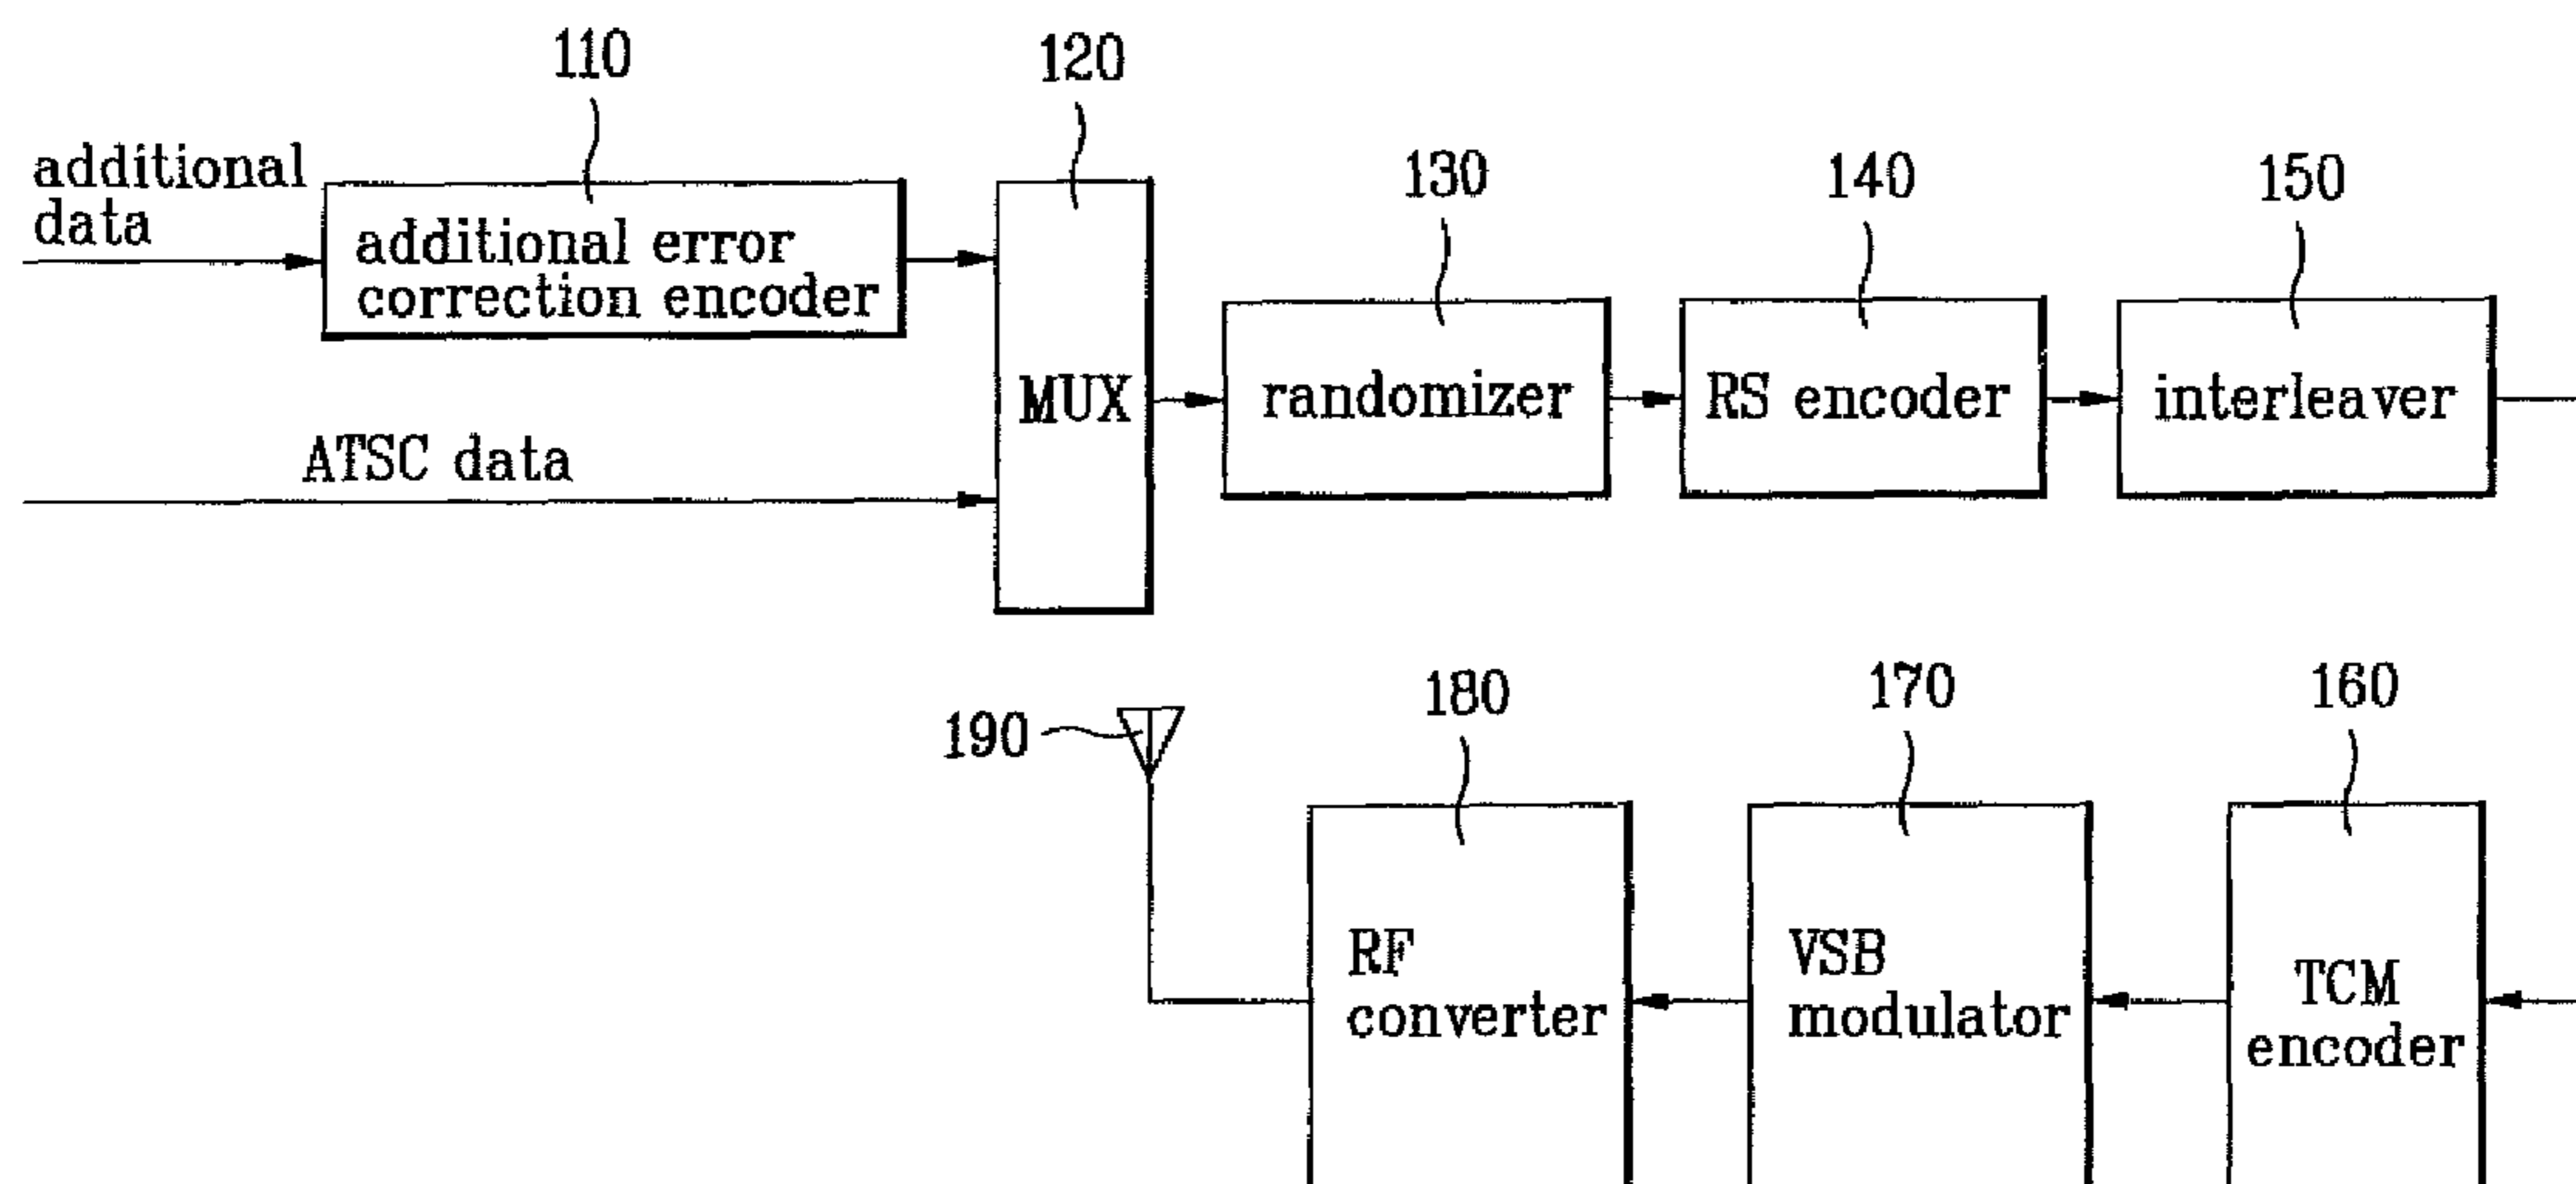 110
120
additional
data
additional error
correction encoder
130
140
150
MUX
randomizer
RS encoder
interleaver
ATSC data
190
180
170
160
RF
converter
VSB
modulator
TCM
encoder